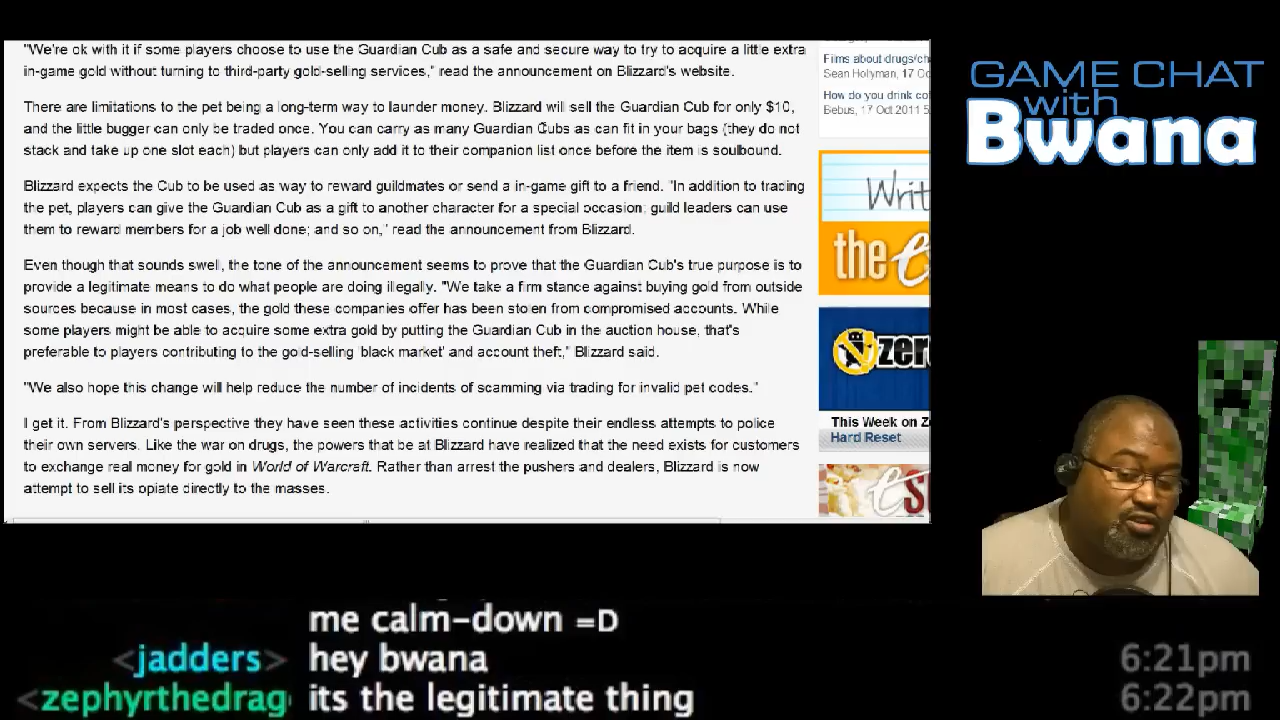 "We're ok with it if some players choose to use the Guardian Cub as a safe and secure way to try to acquire a little extra
in-game gold without turning to third-party gold-selling services," read the announcement on Blizzard's website.
There are limitations to the pet being a long-term way to launder money. Blizzard will sell the Guardian Cub for only $10,
and the little bugger can only be traded once. You can carry as many Guardian Cubs as can fit in your bags (they do not
stack and take up one slot each) but players can only add it to their companion list once before the item is soulbound.
Blizzard expects the Cub to be used as way to reward guildmates or send a in-game gift to a friend. "In addition to trading
the pet, players can give the Guardian Cub as a gift to another character for a special occasion; guild leaders can use
them to reward members for a job well done; and so on," read the announcement from Blizzard.
Even though that sounds swell, the tone of the announcement seems to prove that the Guardian Cub's true purpose is to
provide a legitimate means to do what people are doing illegally. "We take a firm stance against buying gold from outside
sources because in most cases, the gold these companies offer has been stolen from compromised accounts. While
some players might be able to acquire some extra gold by putting the Guardian Cub in the auction house, that's
preferable to players contributing to the gold-selling 'black market' and account theft," Blizzard said.
"We also hope this change will help reduce the number of incidents of scamming via trading for invalid pet codes."
I get it. From Blizzard's perspective they have seen these activities continue despite their endless attempts to police
their own servers. Like the war on drugs, the powers that be at Blizzard have realized that the need exists for customers
to exchange real money for gold in World of Warcraft. Rather than arrest the pushers and dealers, Blizzard is now
attempt to sell its opiate directly to the masses.
Films about drugs/ch
Sean Holyman, 17 Oc
How do you drink cof
Bebus, 17 Oct 2011 5
Writ
the e
zer
This Week on Z
Hard Reset
eS
GAME CHAT
with
Bwana
me calm-down =D
<jadders> hey bwana 6:21pm
<zephyrthedrag its the legitimate thing 6:22pm